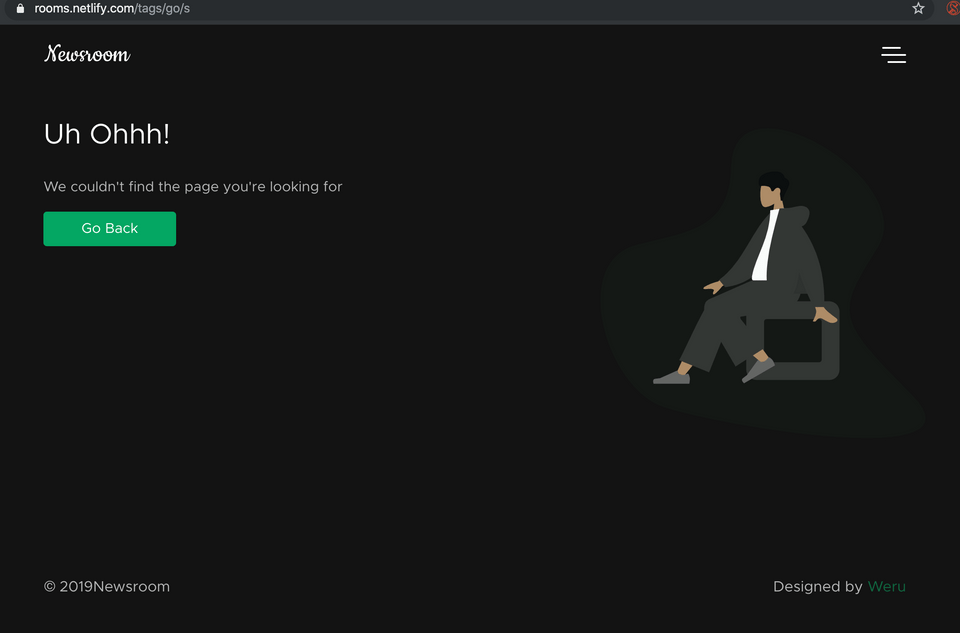 rooms.netlify.com/tags/go/s
Newsroom
Uh Ohhh!
We couldn't find the page you're looking for
Go Back
© 2019Newsroom
Designed by Weru